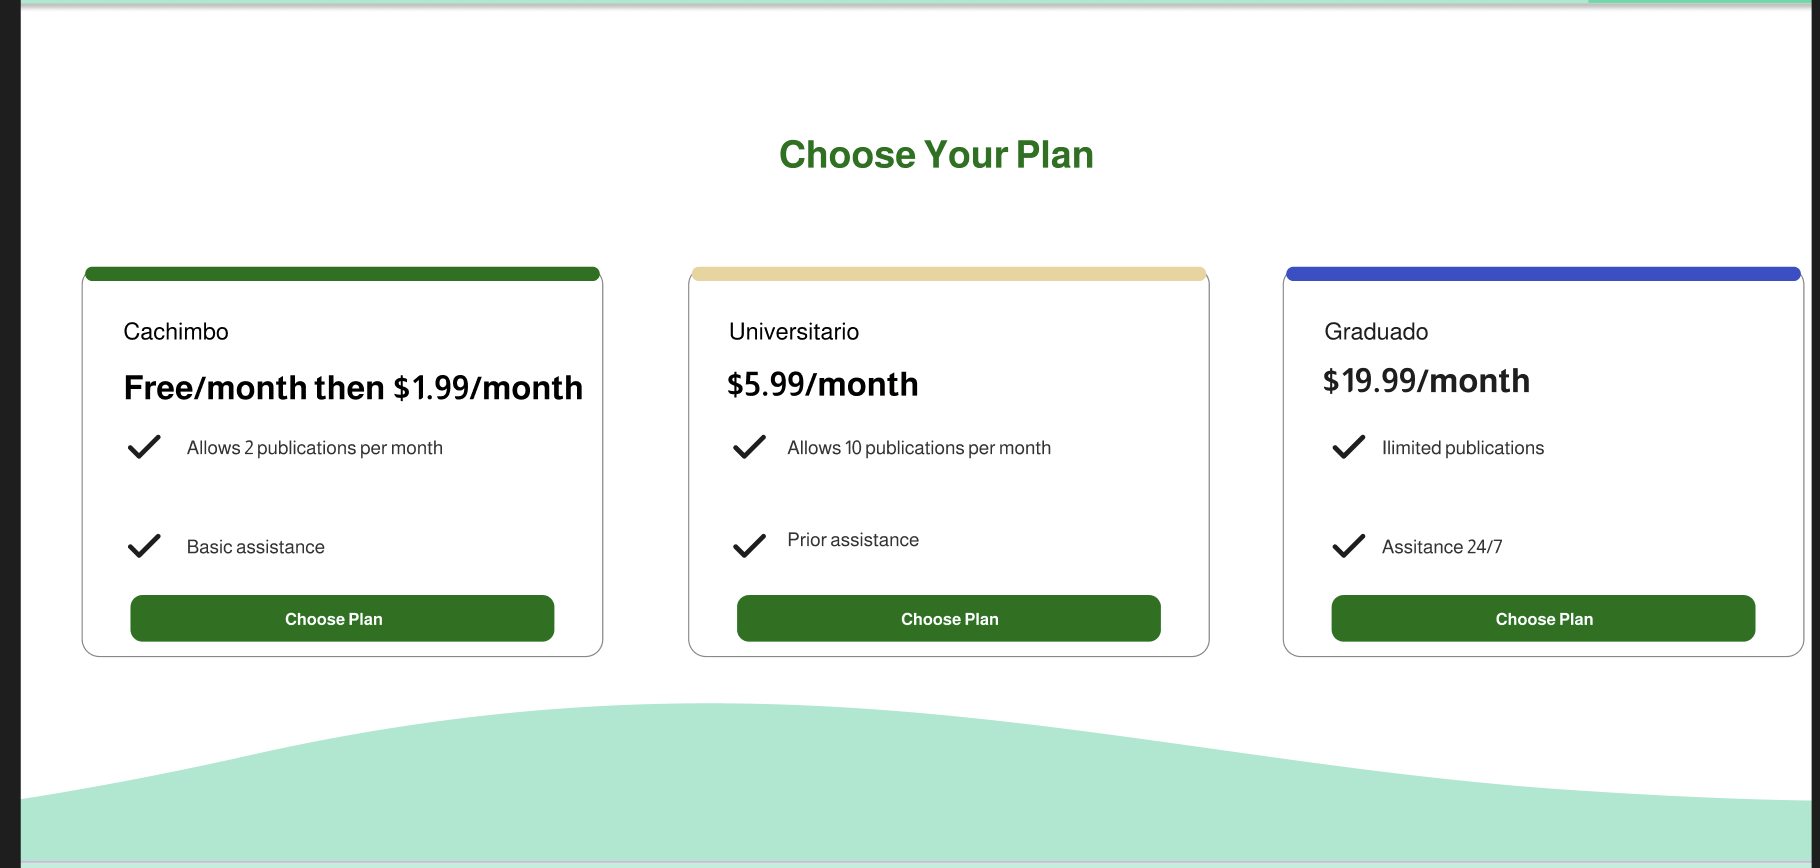 Choose Your Plan
Cachimbo
Free/month then $1.99/month
Allows 2 publications per month
Basic assistance
Choose Plan
Universitario
$5.99/month
Allows 10 publications per month
Prior assistance
Choose Plan
Graduado
$19.99/month
Ilimited publications
Assitance 24/7
Choose Plan